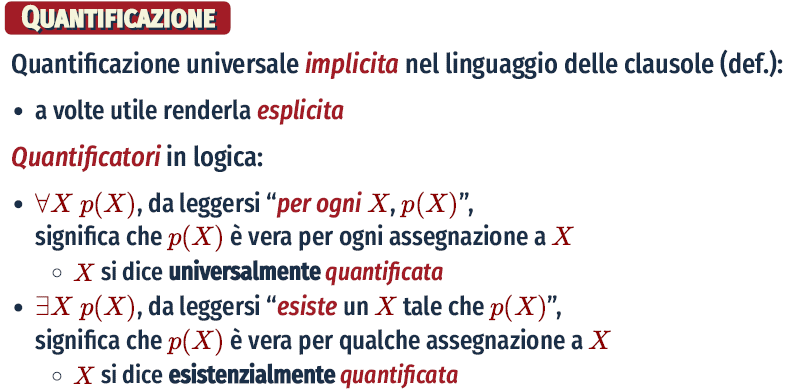 QUANTIFICAZIONE
Quantificazione universale implicita nel linguaggio delle clausole (def.):
• a volte utile renderla esplicita
Quantificatori in logica:
• ∀X p(X), da leggersi “per ogni X, p(X)”,
significa che p(X) è vera per ogni assegnazione a X
◦ X si dice universalmente quantificata
• ∃X p(X), da leggersi “esiste un X tale che p(X)”,
significa che p(X) è vera per qualche assegnazione a X
◦ X si dice esistenzialmente quantificata